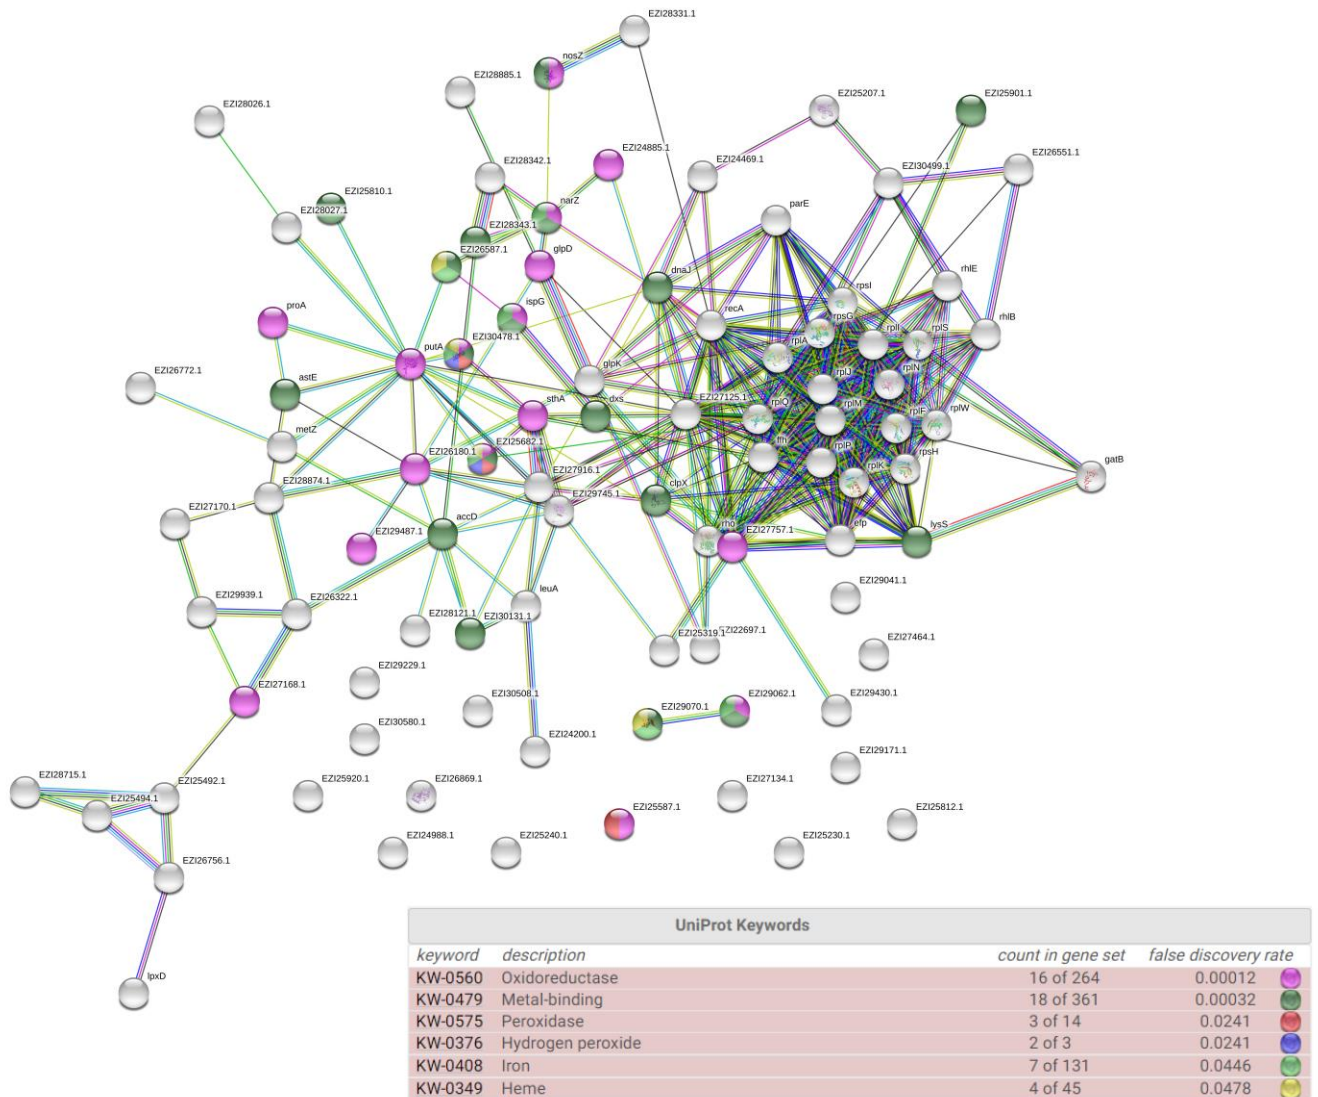 EZI28331.1
nosZ
EZI28885.1
EZI28026.1
EZI25207.1
EZI25901.1
EZI24885.1
EZI24469.1
EZI26551.1
EZI28342.1
EZI30499.1
EZI25810.1
EZI28027.1
narZ
parE
EZI28343.1
EZI26587.1
glpD
dnaJ
rhlE
rpsI
proA
ispG
recA
rpsG
rplI
rplS
rhlB
putA
EZI30478.1
rplA
glpK
rplN
EZI26772.1
astE
rplJ
sthA
dxs
EZI27125.1
rplQ
rplM
rplF
rplW
metZ
EZI26180.1
EZI25682.1
ffh
rplP
rpsH
gatB
EZI27916.1
rplK
EZI28874.1
EZI29745.1
clpX
EZI27170.1
accD
rho
EZI27757.1
efp
lysS
EZI29487.1
EZI29939.1
EZI26322.1
leuA
EZI29041.1
EZI28121.1
EZI30131.1
EZI25319.1
EZI22697.1
EZI27464.1
EZI29229.1
EZI27168.1
EZI30508.1
EZI29070.1
EZI29062.1
EZI29430.1
EZI30580.1
EZI24200.1
EZI29171.1
EZI28715.1
EZI25492.1
EZI25494.1
EZI25920.1
EZI26869.1
EZI27134.1
EZI25587.1
EZI25812.1
EZI24988.1
EZI25240.1
EZI25230.1
EZI26756.1
lpxD
UniProt Keywords
keyword description count in gene set false discovery rate
KW-0560 Oxidoreductase 16 of 264 0.00012
KW-0479 Metal-binding 18 of 361 0.00032
KW-0575 Peroxidase 3 of 14 0.0241
KW-0376 Hydrogen peroxide 2 of 3 0.0241
KW-0408 Iron 7 of 131 0.0446
KW-0349 Heme 4 of 45 0.0478